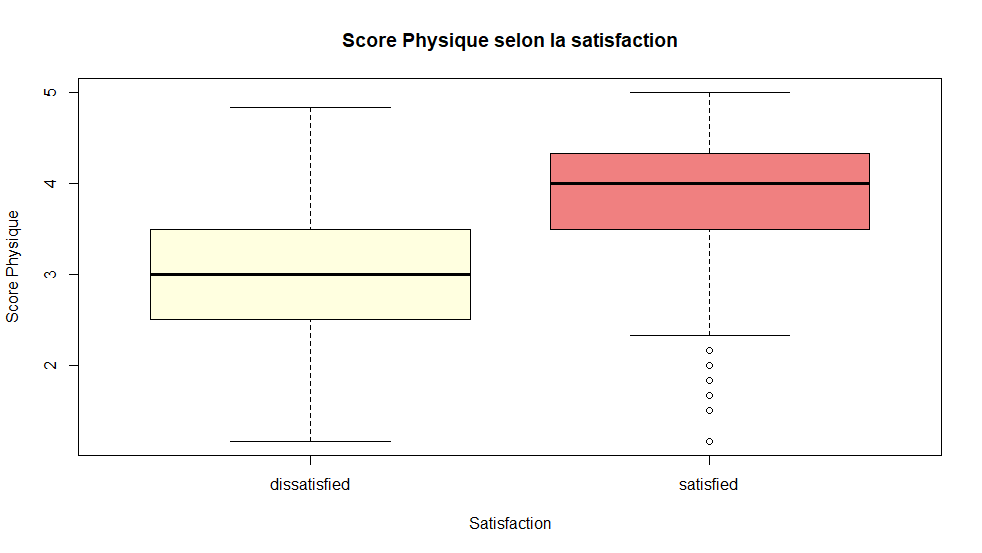 Score Physique selon la satisfaction
5
4
3
2
Score Physique
dissatisfied
satisfied
Satisfaction